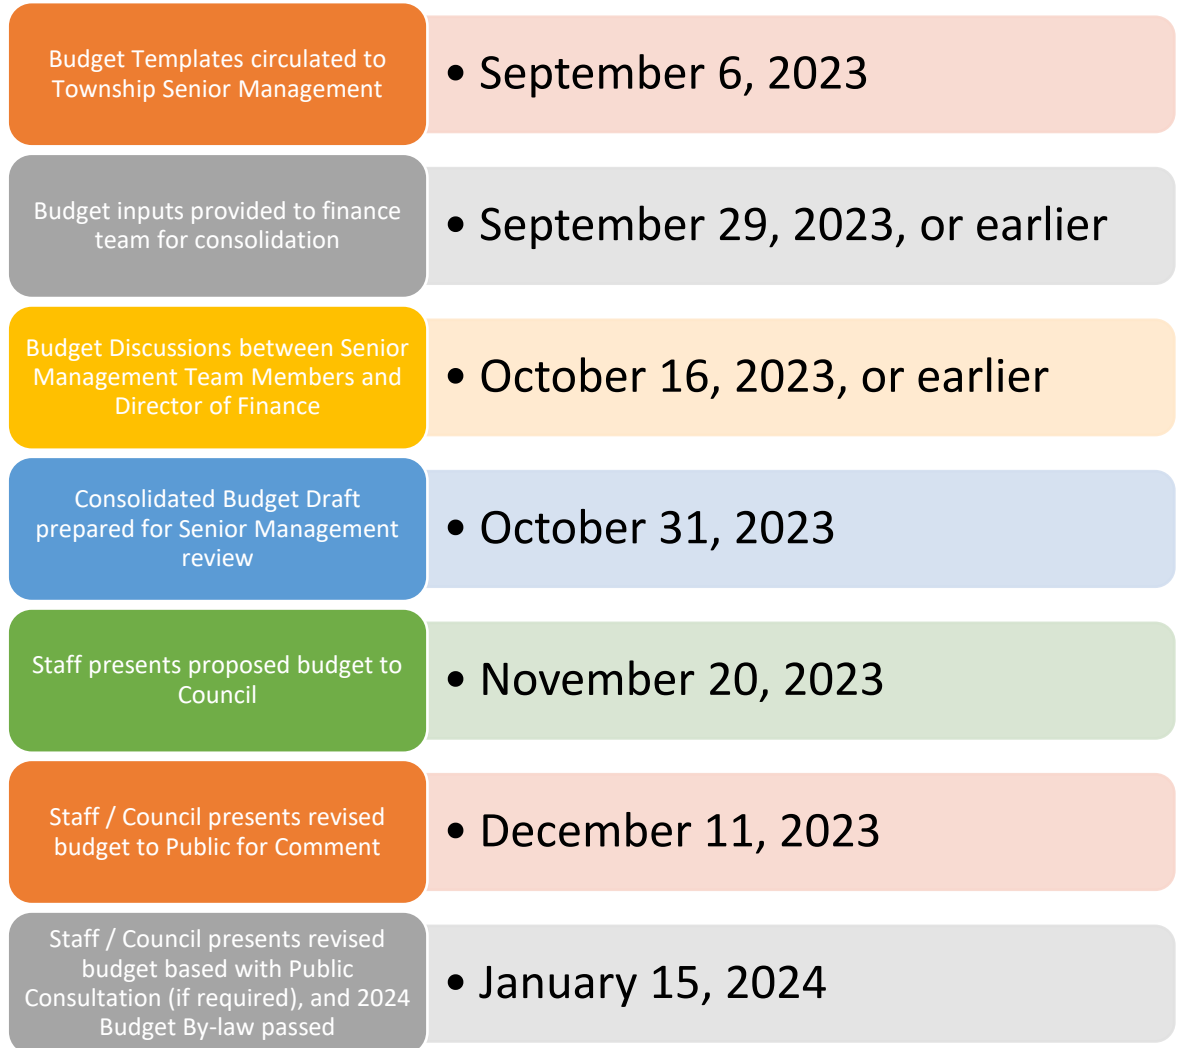 Budget Templates circulated to
Township Senior Management
• September 6, 2023
Budget inputs provided to finance
team for consolidation
• September 29, 2023, or earlier
Budget Discussions between Senior
Management Team Members and
Director of Finance
• October 16, 2023, or earlier
Consolidated Budget Draft
prepared for Senior Management
review
• October 31, 2023
Staff presents proposed budget to
Council
• November 20, 2023
Staff / Council presents revised
budget to Public for Comment
• December 11, 2023
Staff / Council presents revised
budget based with Public
Consultation (if required), and 2024
Budget By-law passed
• January 15, 2024